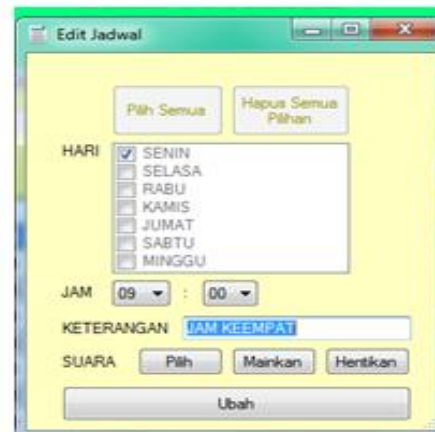 Edit Jadwal
Pilih Semua
Hapus Semua
Pilihan
HARI
SENIN
SELASA
RABU
KAMIS
JUMAT
SABTU
MINGGU
JAM 09 : 00
KETERANGAN JAM KEEMPAT
SUARA Pilih Mainkan Hentikan
Ubah